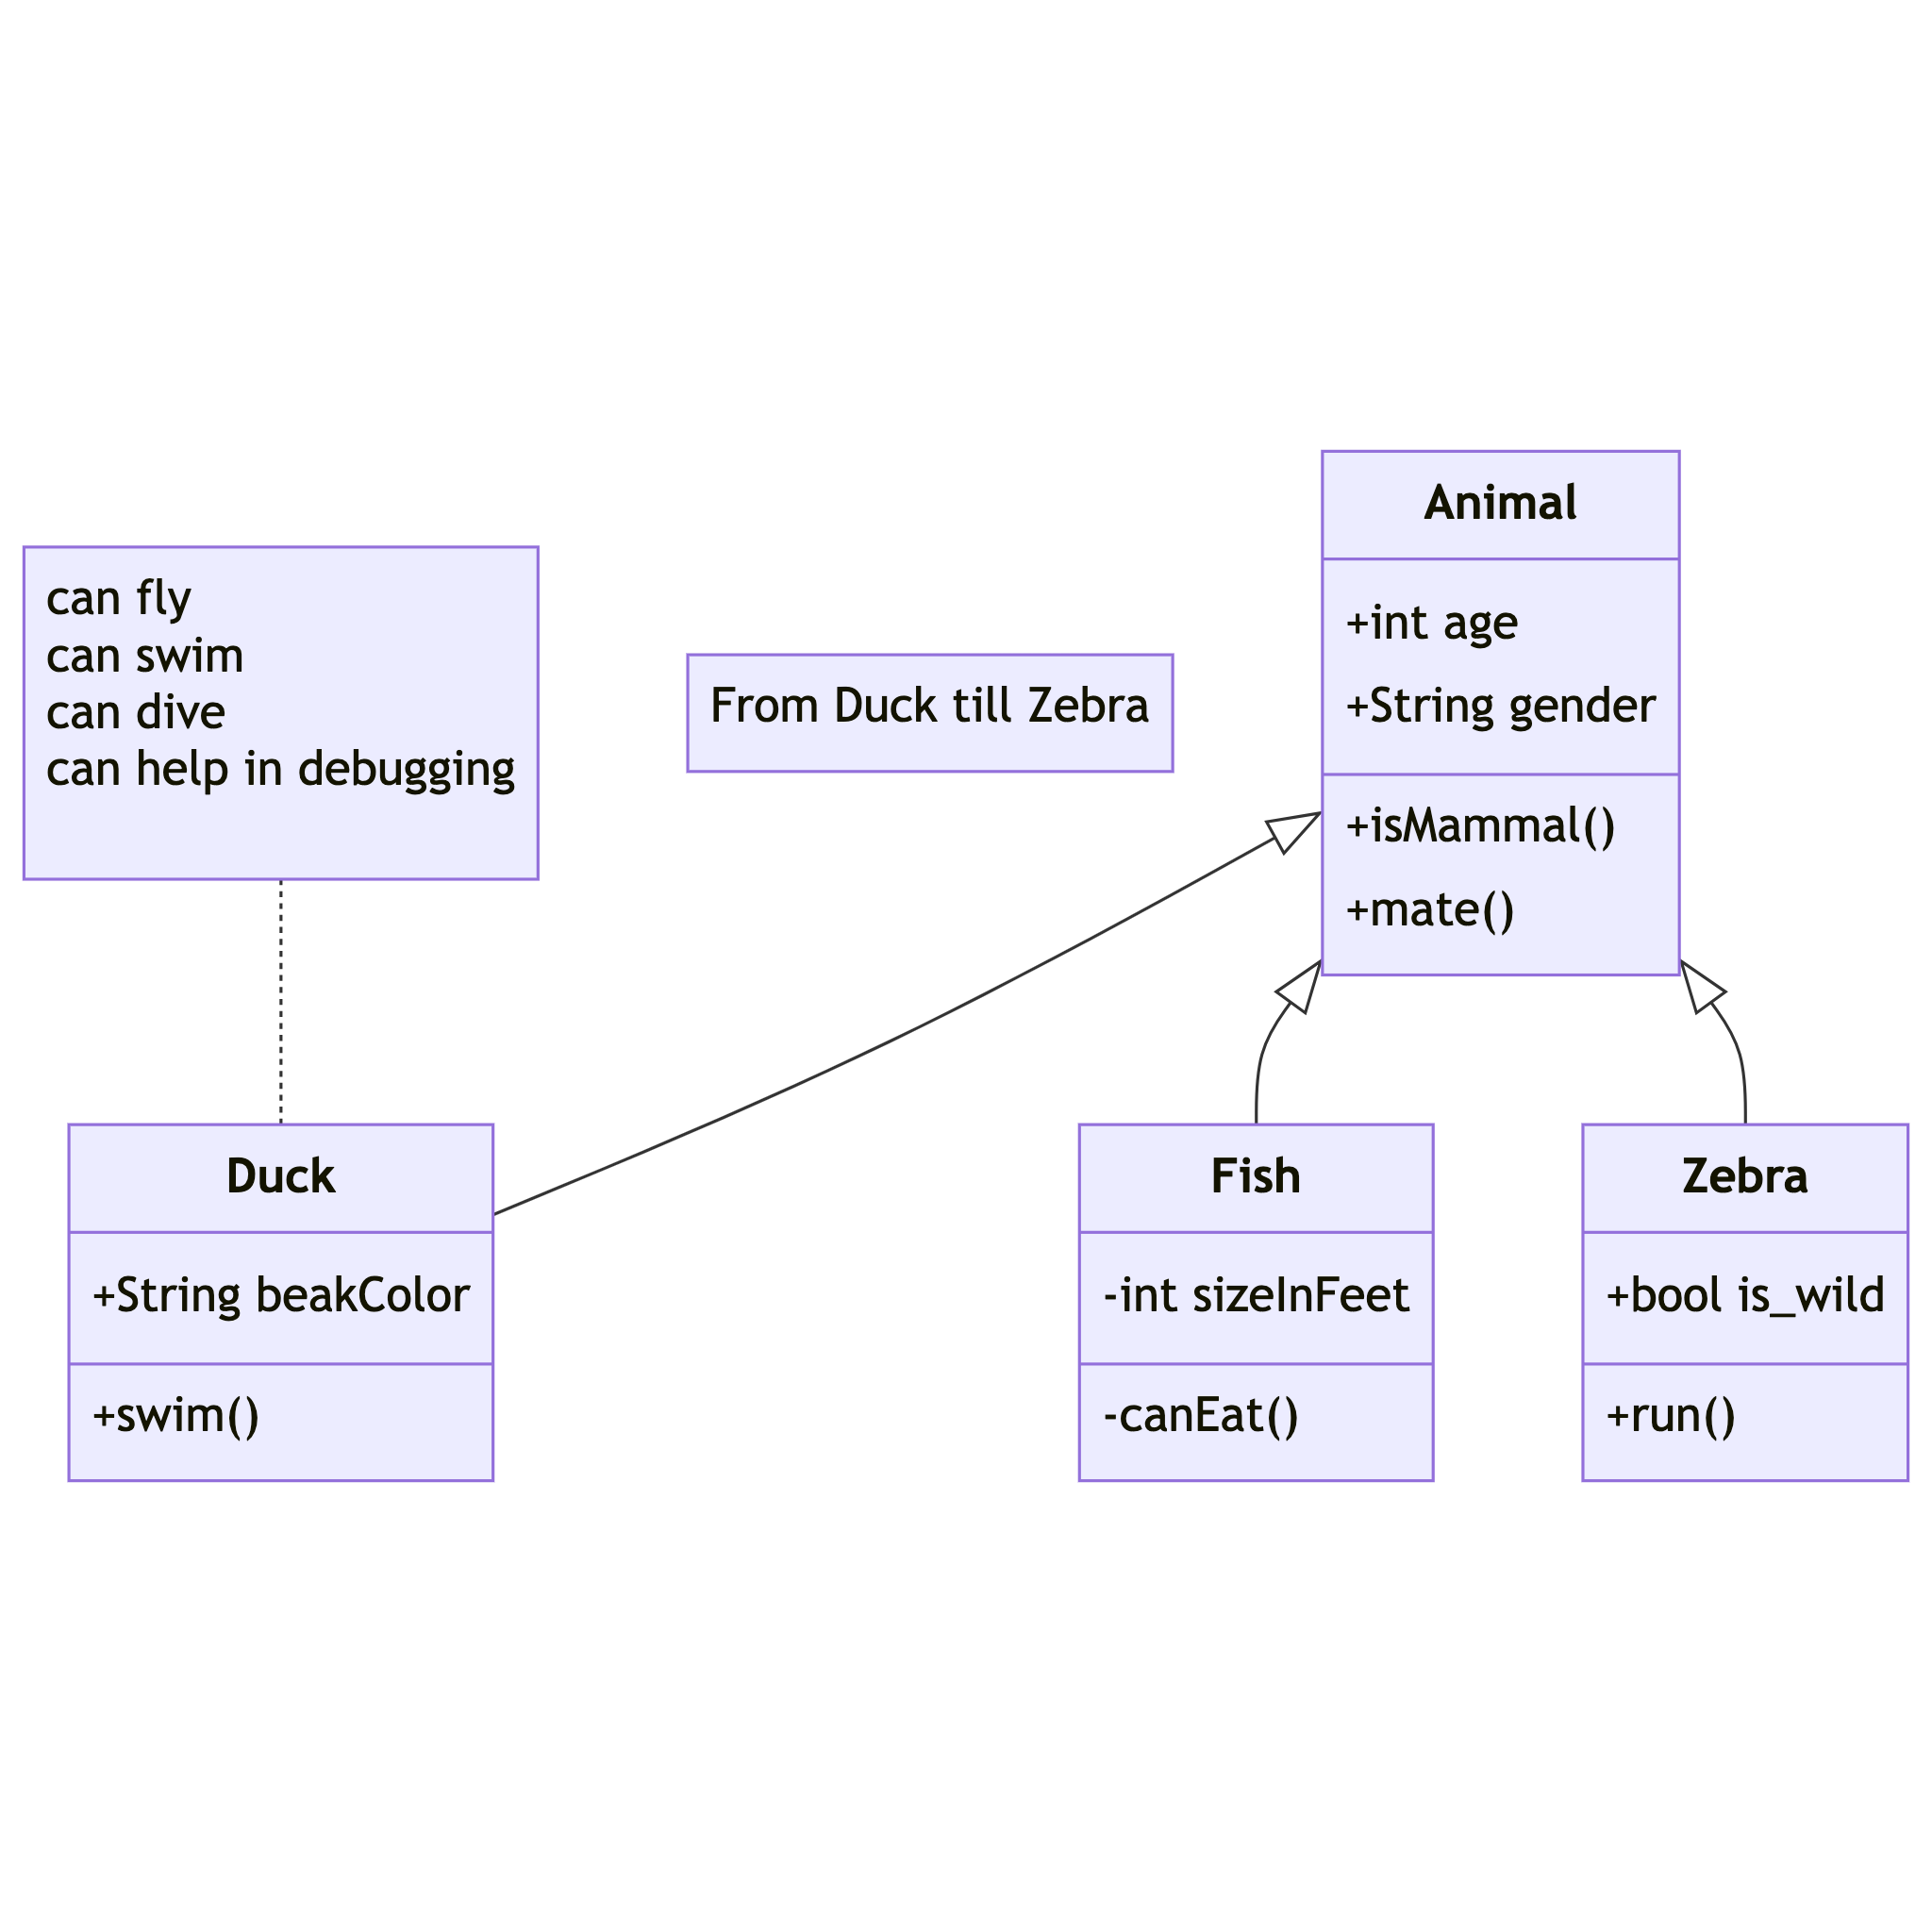 can fly
can swim
can dive
can help in debugging
From Duck till Zebra
Animal
+int age
+String gender
+isMammal()
+mate()
Duck
+String beakColor
+swim()
Fish
-int sizeInFeet
-canEat()
Zebra
+bool is_wild
+run()